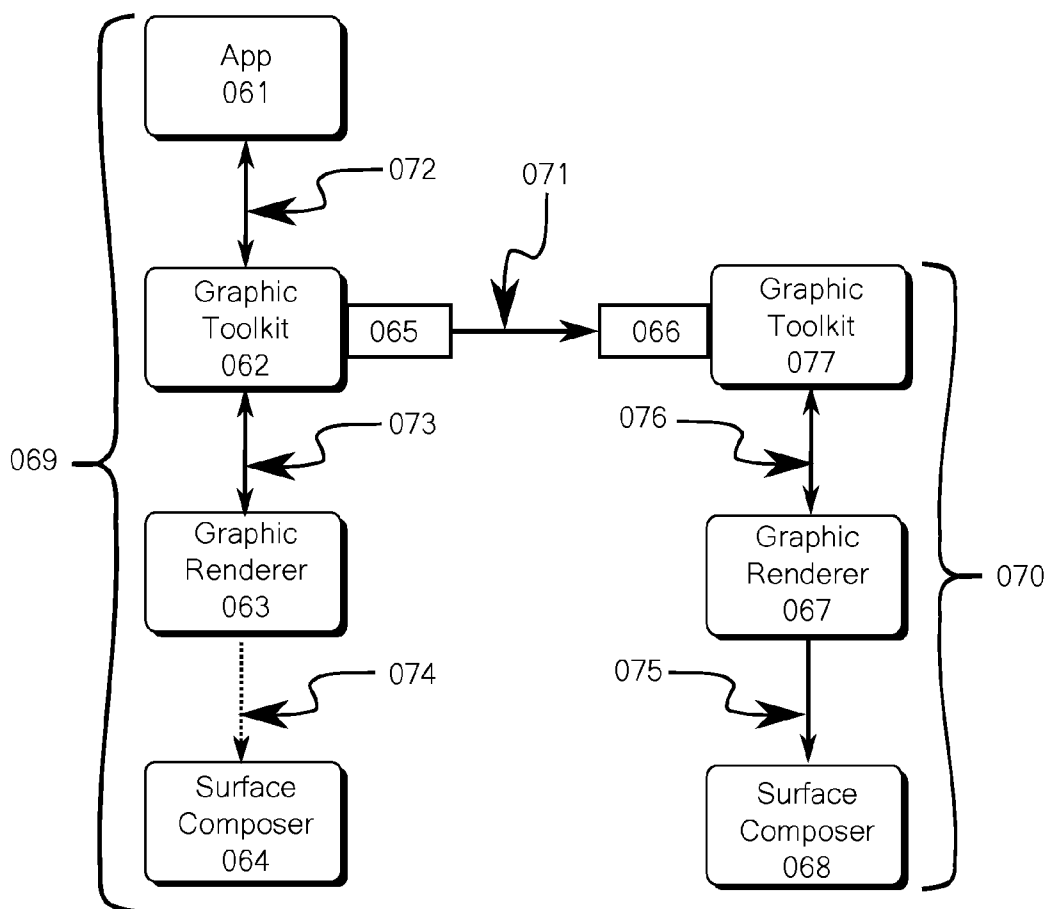 App
061
072
071
Graphic
Toolkit
062
065
066
Graphic
Toolkit
077
073
076
069
Graphic
Renderer
063
Graphic
Renderer
067
070
074
075
Surface
Composer
064
Surface
Composer
068